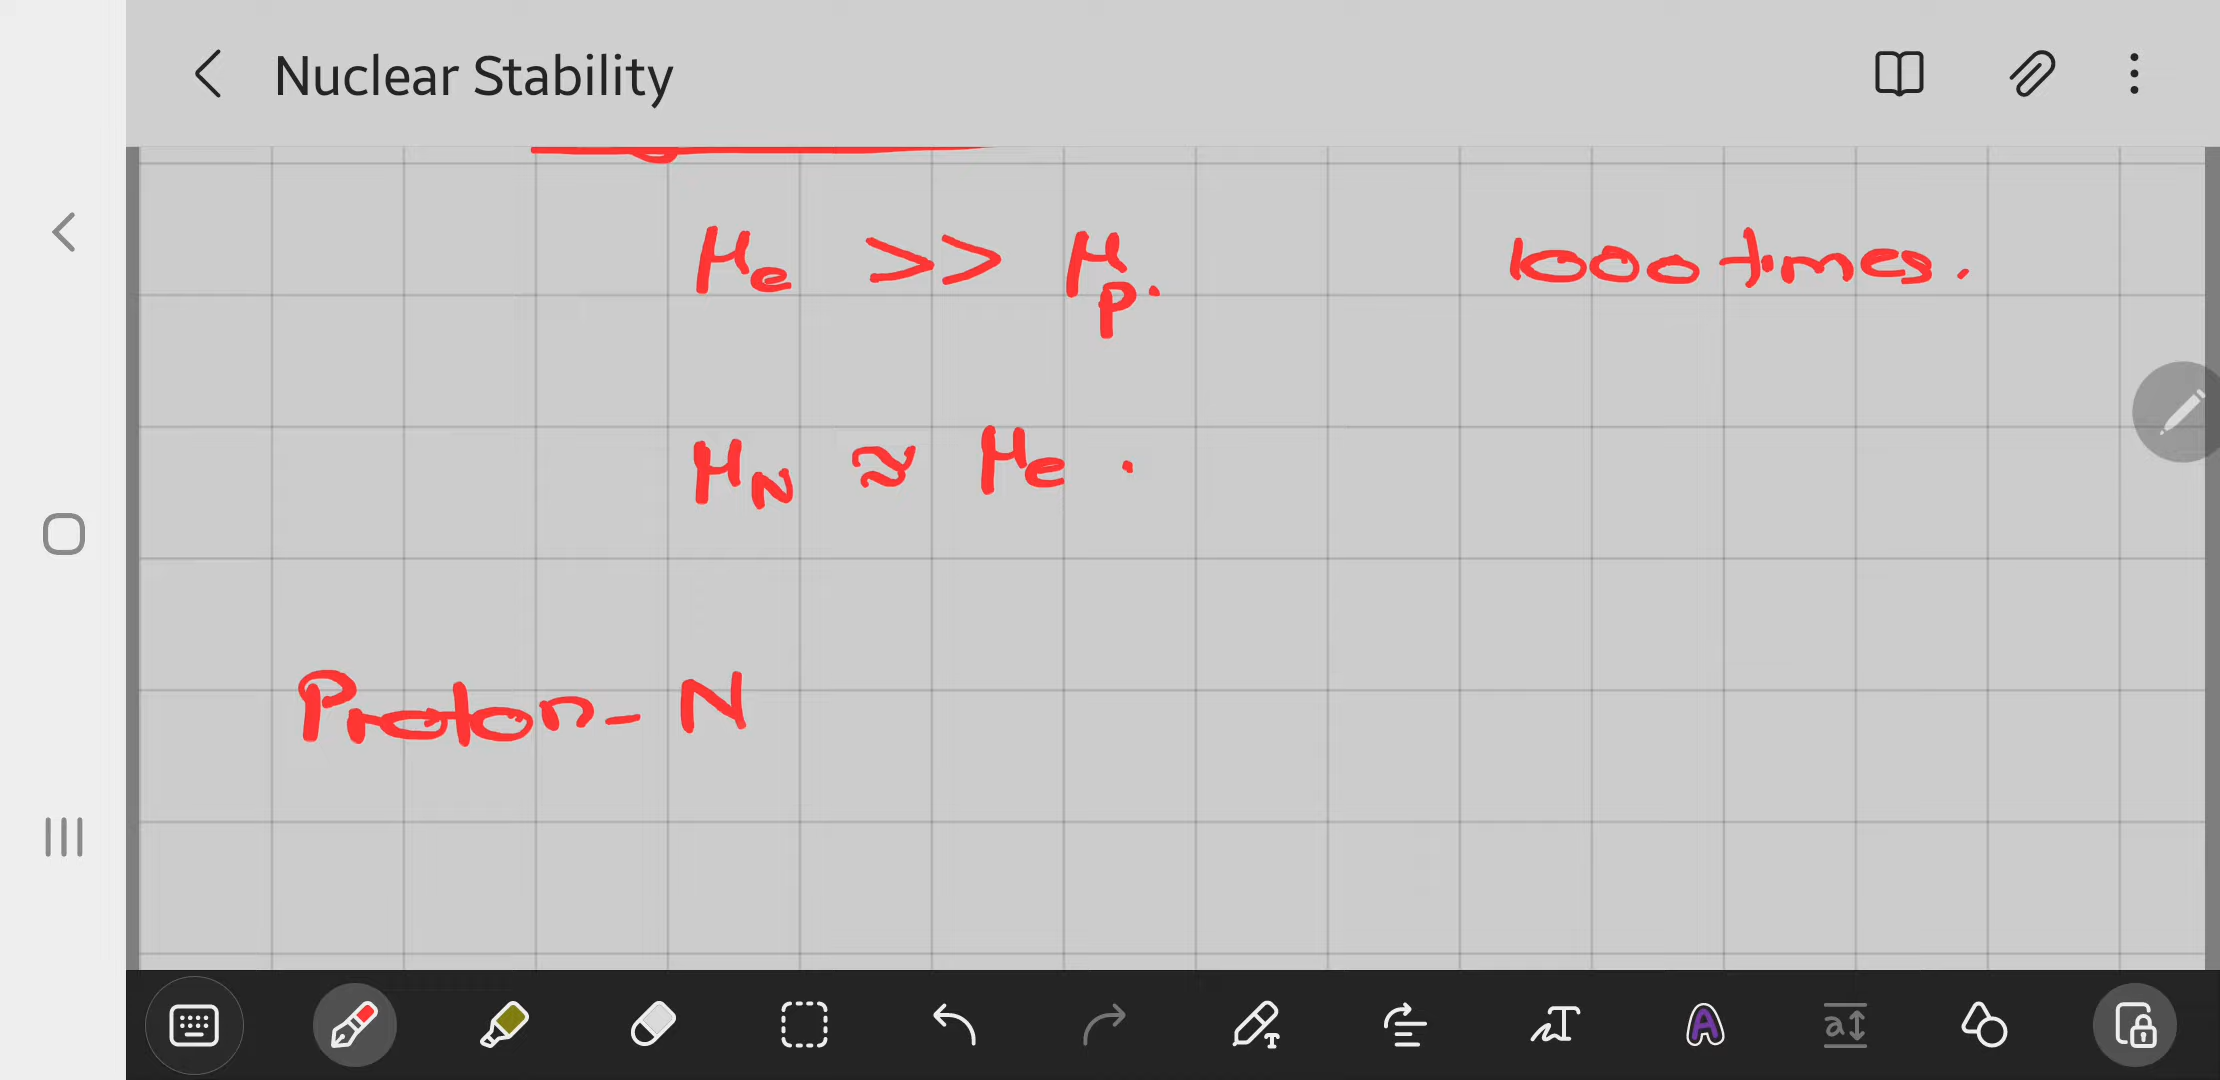 Nuclear Stability
μe >> μp. 1000 times.
μN ≈ μe .
Proton - N